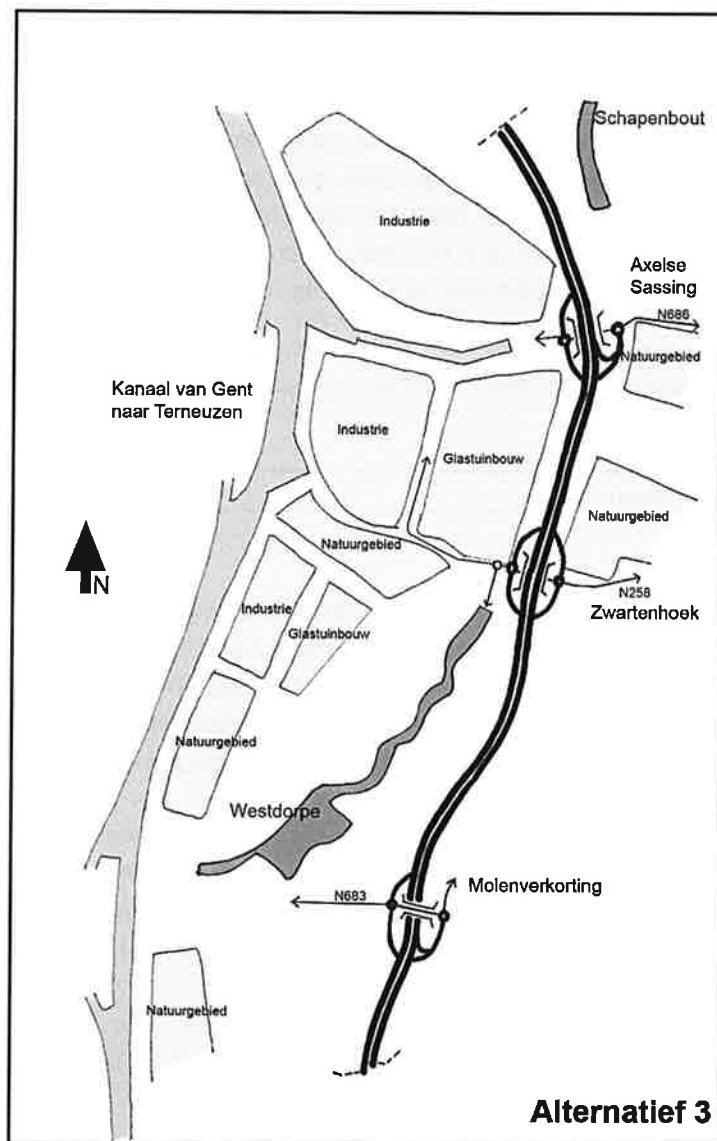 Schapenbout
Industrie
Axelse
Sassing
N686
Natuurgebied
Kanaal van Gent
naar Terneuzen
Industrie
Glastuinbouw
Natuurgebied
Natuurgebied
N
Industrie
Glastuinbouw
N258
Zwartenhoek
Natuurgebied
Westdorpe
Molenverkorting
N683
Natuurgebied
Alternatief 3